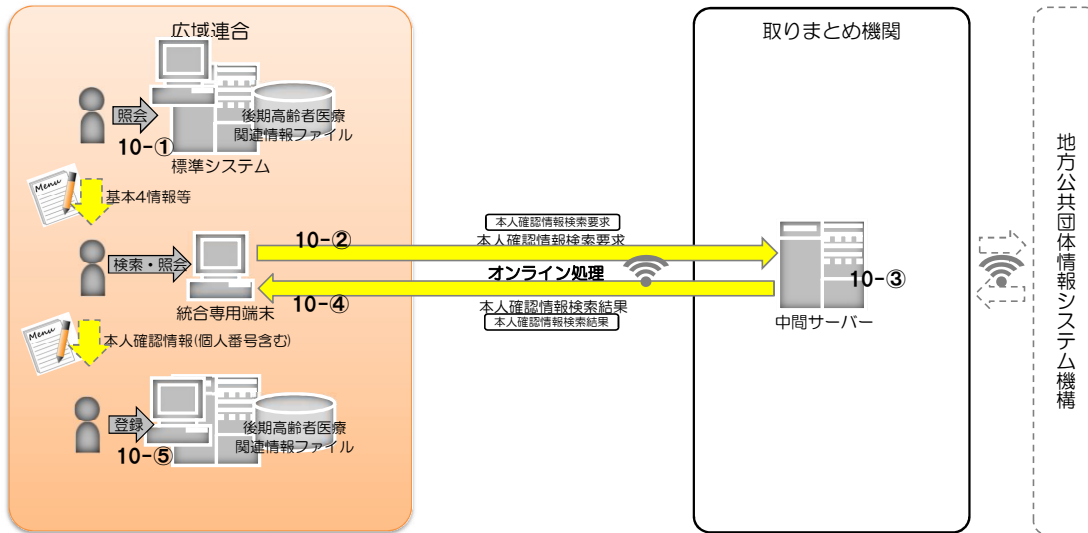 広域連合
照会
10-①
後期高齢者医療
関連情報ファイル
標準システム
Menu
基本4情報等
検索・照会
統合専用端末
10-②
本人確認情報検索要求
本人確認情報検索要求
オンライン処理
10-④
本人確認情報検索結果
本人確認情報検索結果
Menu
本人確認情報(個人番号含む)
登録
10-⑤
後期高齢者医療
関連情報ファイル
取りまとめ機関
10-③
中間サーバー
地方公共団体情報システム機構